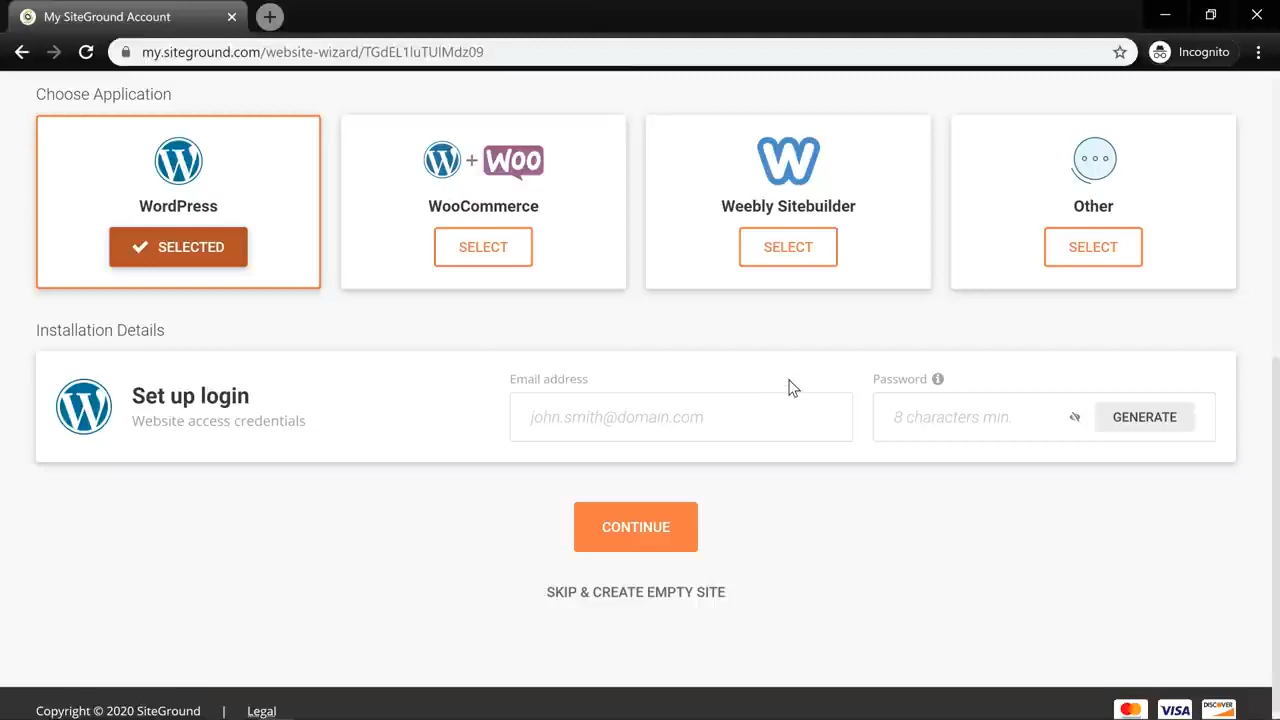 My SiteGround Account
my.siteground.com/website-wizard/TGdEL1luTUlMdz09
Incognito
Choose Application
WordPress
SELECTED
+ WOO
WooCommerce
SELECT
Weebly Sitebuilder
SELECT
Other
SELECT
Installation Details
Set up login
Website access credentials
Email address
john.smith@domain.com
Password
8 characters min.
GENERATE
CONTINUE
SKIP & CREATE EMPTY SITE
Copyright © 2020 SiteGround | Legal
VISA
DISCOVER